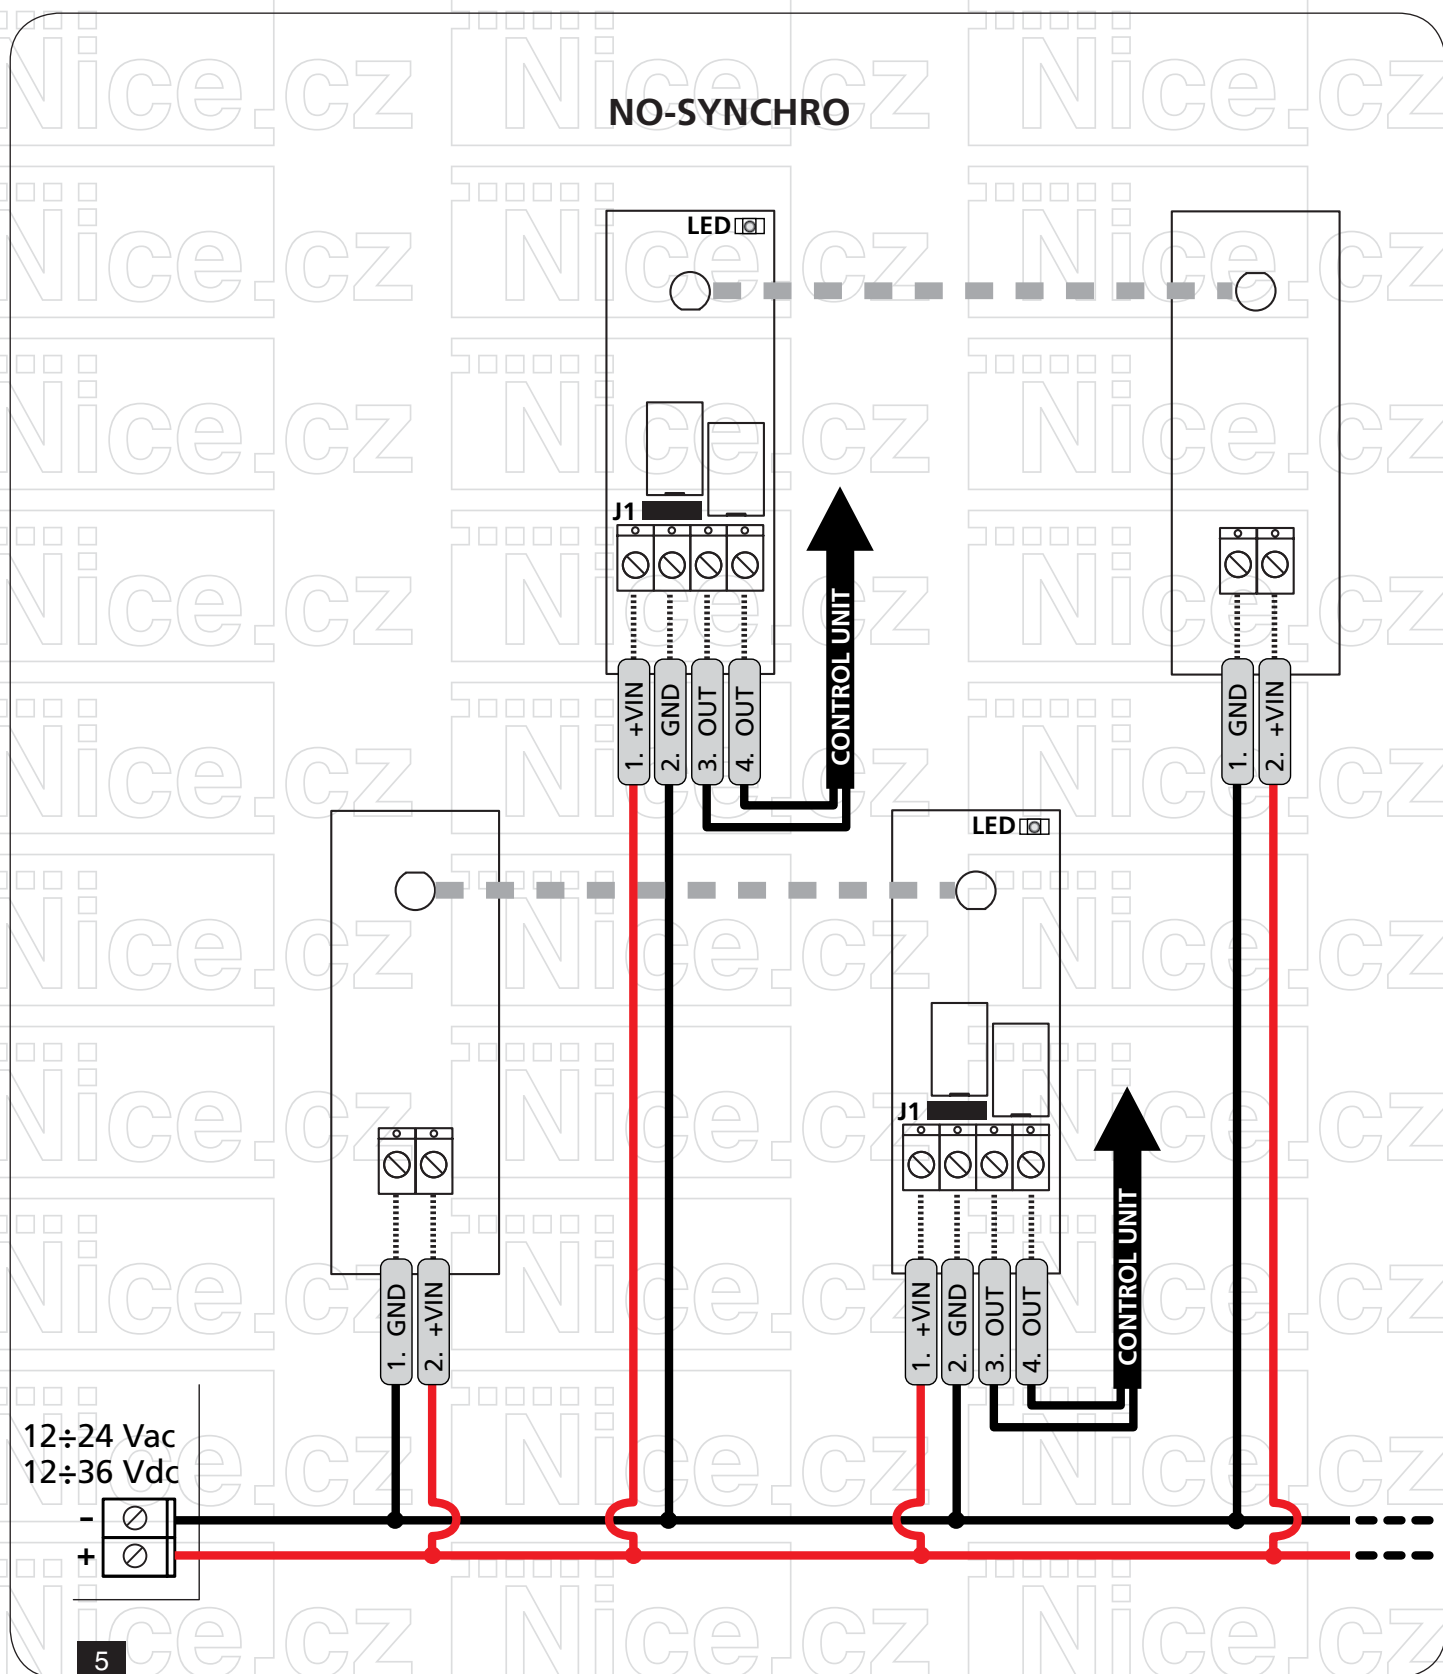 NO-SYNCHRO
LED
J1
1. +VIN
2. GND
3. OUT
4. OUT
CONTROL UNIT
1. GND
2. +VIN
LED
J1
1. GND
2. +VIN
1. +VIN
2. GND
3. OUT
4. OUT
CONTROL UNIT
12÷24 Vac
12÷36 Vdc
-
+
5
Nice.cz